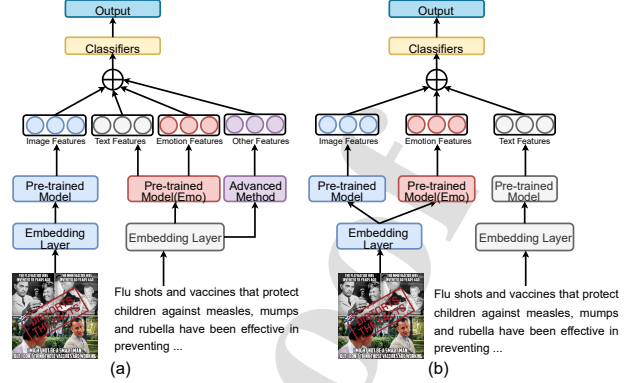 Output
Classifiers
Image Features
Text Features
Emotion Features
Other Features
Pre-trained
Model
Pre-trained
Model(Emo)
Advanced
Method
Embedding
Layer
Embedding Layer
Flu shots and vaccines that protect
children against measles, mumps
and rubella have been effective in
preventing ...
(a)
Output
Classifiers
Image Features
Emotion Features
Text Features
Pre-trained
Model
Pre-trained
Model(Emo)
Pre-trained
Model
Embedding
Layer
Embedding Layer
Flu shots and vaccines that protect
children against measles, mumps
and rubella have been effective in
preventing ...
(b)